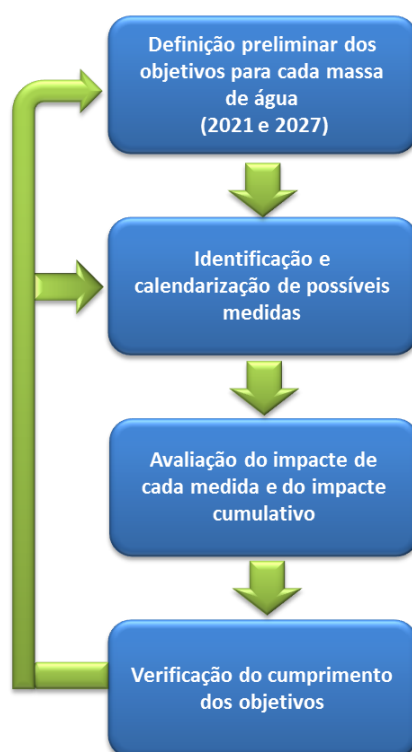 Definição preliminar dos
objetivos para cada massa
de água
(2021 e 2027)
Identificação e
calendarização de possíveis
medidas
Avaliação do impacte de
cada medida e do impacte
cumulativo
Verificação do cumprimento
dos objetivos